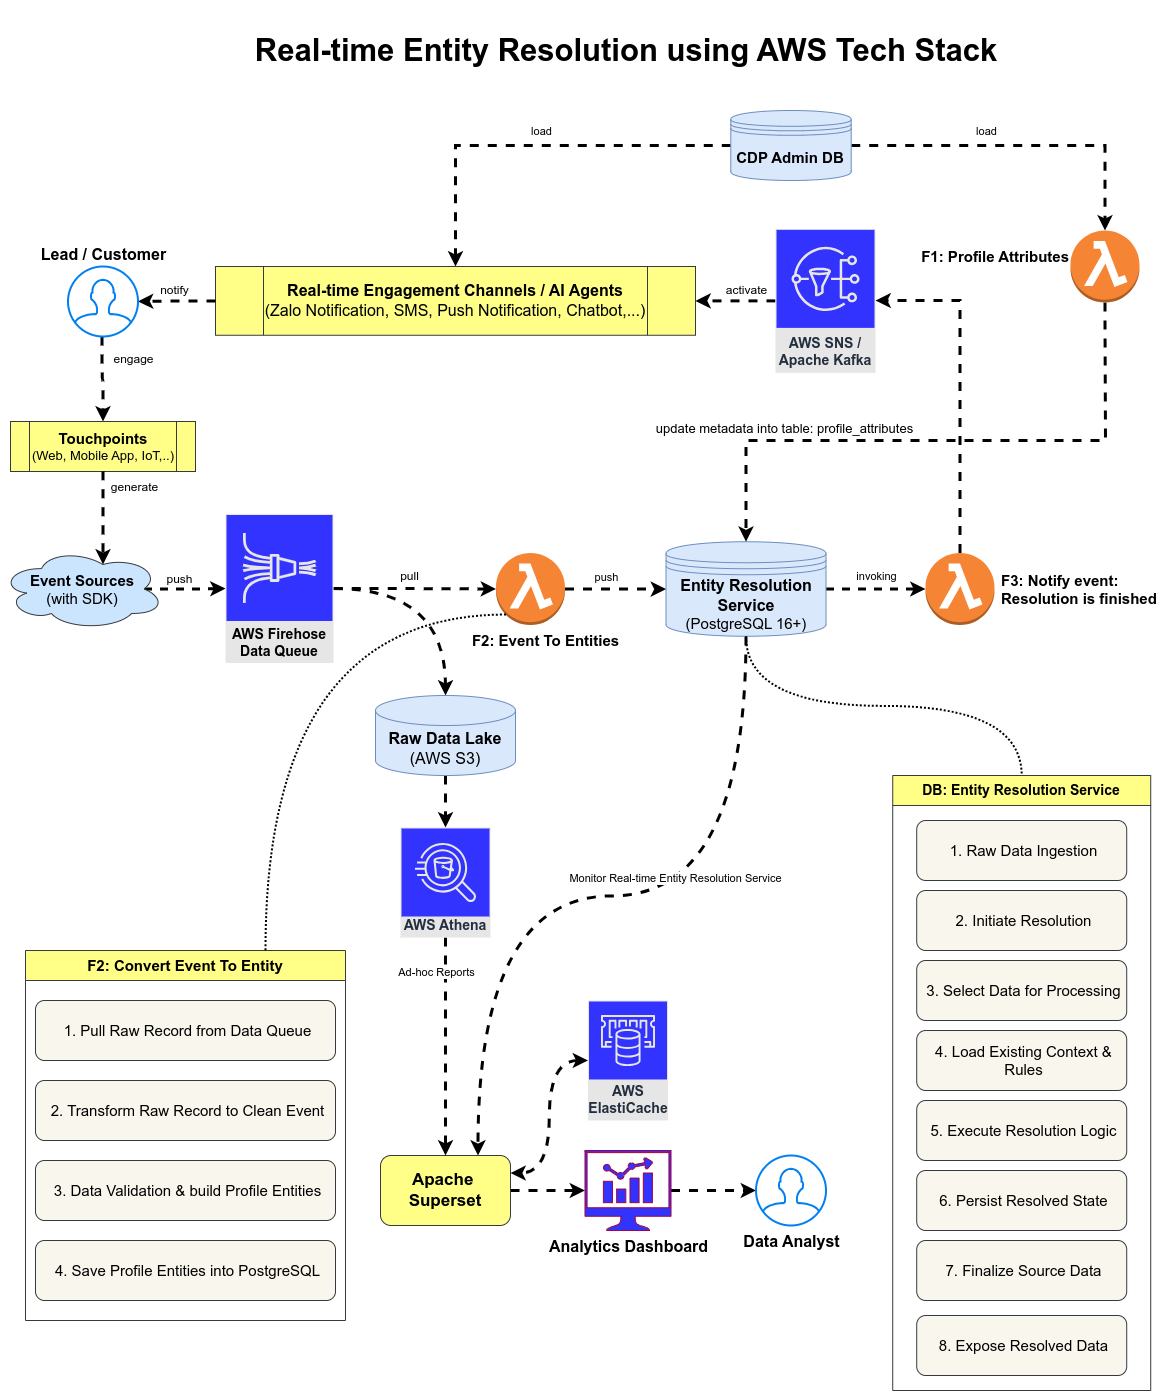 Real-time Entity Resolution using AWS Tech Stack
load
load
CDP Admin DB
Lead / Customer
F1: Profile Attributes
notify
Real-time Engagement Channels / AI Agents
(Zalo Notification, SMS, Push Notification, Chatbot,...)
activate
AWS SNS /
Apache Kafka
engage
Touchpoints
(Web, Mobile App, IoT,..)
update metadata into table: profile_attributes
generate
Event Sources
(with SDK)
push
AWS Firehose
Data Queue
pull
F2: Event To Entities
push
Entity Resolution
Service
(PostgreSQL 16+)
invoking
F3: Notify event:
Resolution is finished
Raw Data Lake
(AWS S3)
AWS Athena
Monitor Real-time Entity Resolution Service
Ad-hoc Reports
F2: Convert Event To Entity
1. Pull Raw Record from Data Queue
2. Transform Raw Record to Clean Event
3. Data Validation & build Profile Entities
4. Save Profile Entities into PostgreSQL
AWS
ElastiCache
Apache
Superset
Analytics Dashboard
Data Analyst
DB: Entity Resolution Service
1. Raw Data Ingestion
2. Initiate Resolution
3. Select Data for Processing
4. Load Existing Context &
Rules
5. Execute Resolution Logic
6. Persist Resolved State
7. Finalize Source Data
8. Expose Resolved Data